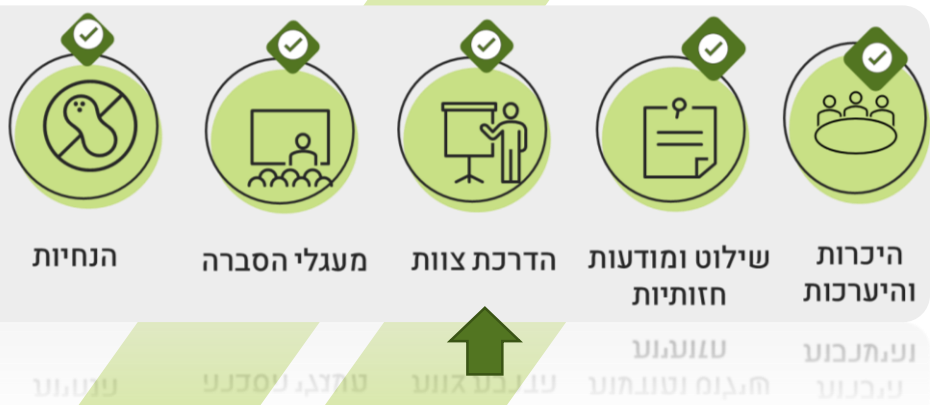 היכרות
והיערכות
שילוט ומודעות
חזותיות
הדרכת צוות
מעגלי הסברה
הנחיות